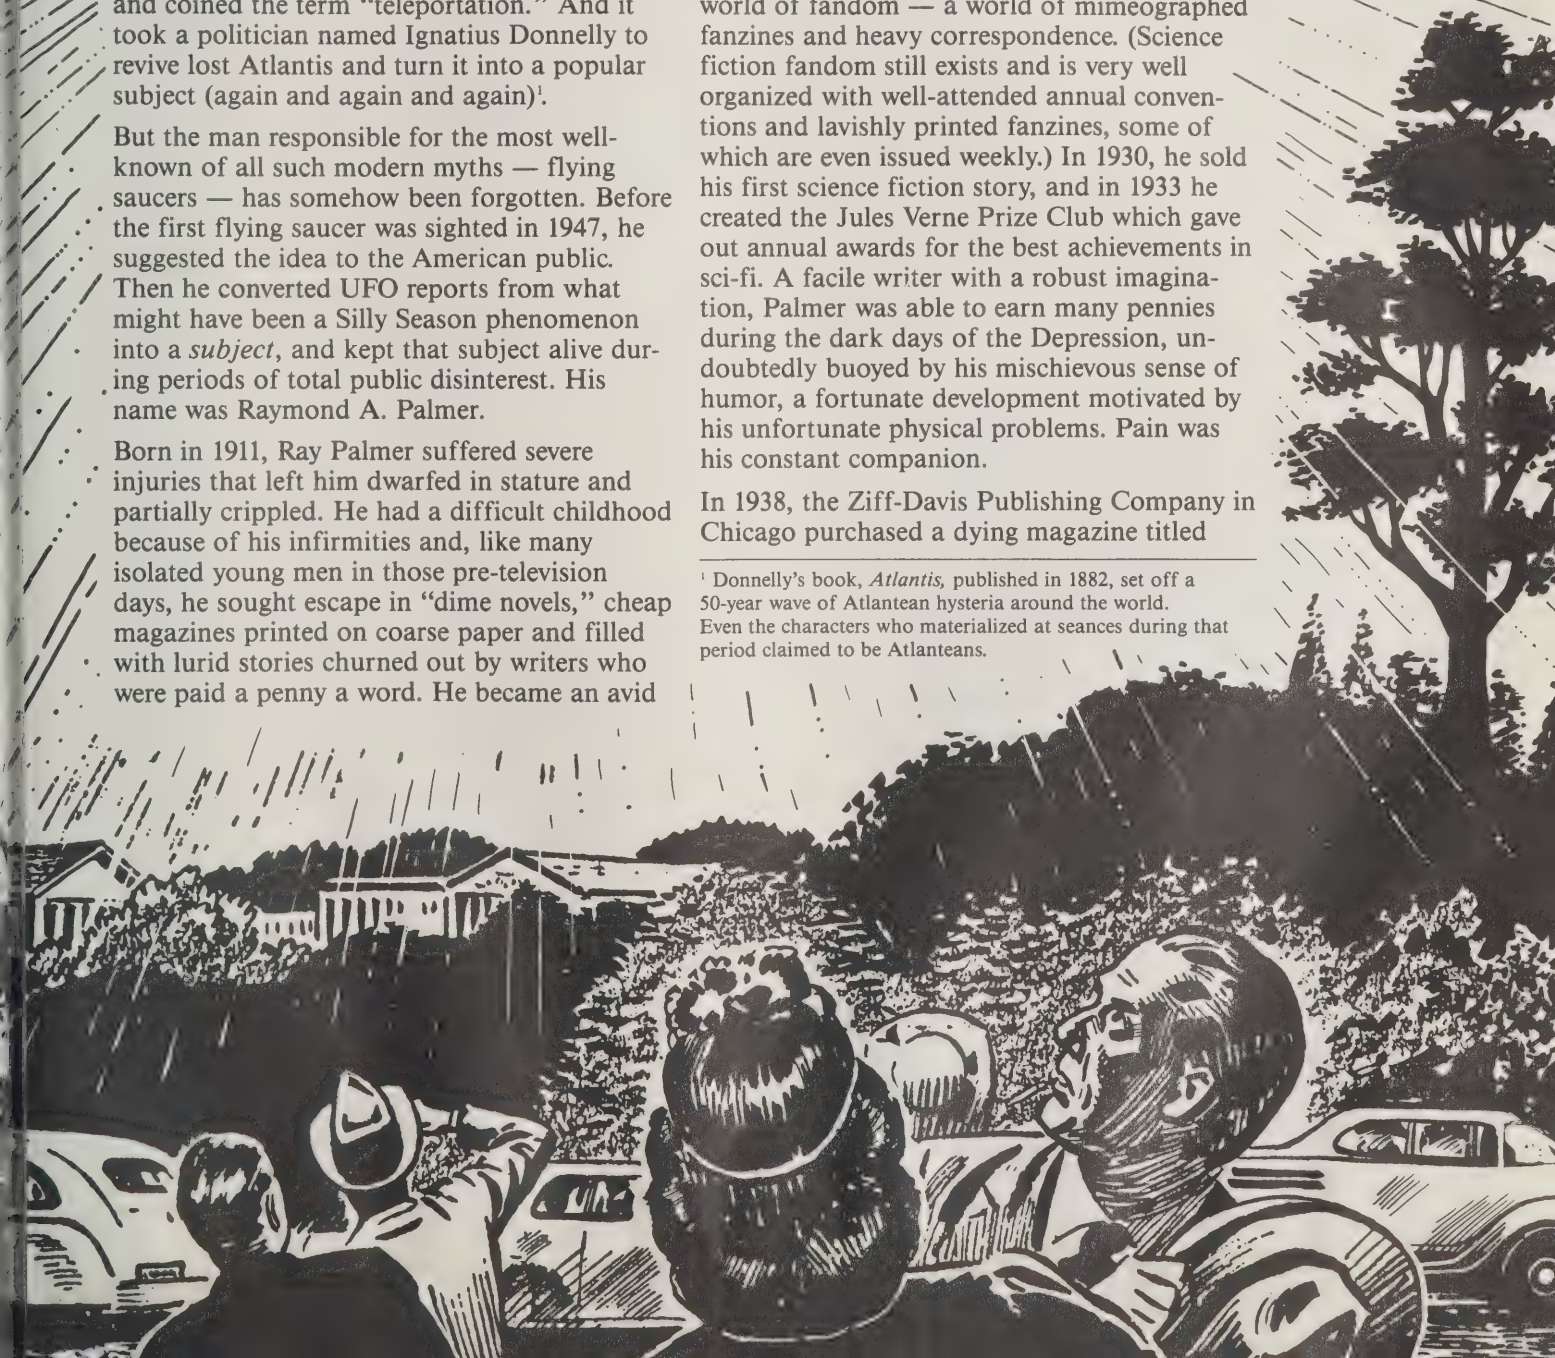 and coined the term “teleportation.” And it
took a politician named Ignatius Donnelly to
revive lost Atlantis and turn it into a popular
subject (again and again and again)¹.
But the man responsible for the most well-
known of all such modern myths — flying
saucers — has somehow been forgotten. Before
the first flying saucer was sighted in 1947, he
suggested the idea to the American public.
Then he converted UFO reports from what
might have been a Silly Season phenomenon
into a subject, and kept that subject alive dur-
ing periods of total public disinterest. His
name was Raymond A. Palmer.
Born in 1911, Ray Palmer suffered severe
injuries that left him dwarfed in stature and
partially crippled. He had a difficult childhood
because of his infirmities and, like many
isolated young men in those pre-television
days, he sought escape in “dime novels,” cheap
magazines printed on coarse paper and filled
with lurid stories churned out by writers who
were paid a penny a word. He became an avid
world of fandom — a world of mimeographed
fanzines and heavy correspondence. (Science
fiction fandom still exists and is very well
organized with well-attended annual conven-
tions and lavishly printed fanzines, some of
which are even issued weekly.) In 1930, he sold
his first science fiction story, and in 1933 he
created the Jules Verne Prize Club which gave
out annual awards for the best achievements in
sci-fi. A facile writer with a robust imagina-
tion, Palmer was able to earn many pennies
during the dark days of the Depression, un-
doubtedly buoyed by his mischievous sense of
humor, a fortunate development motivated by
his unfortunate physical problems. Pain was
his constant companion.
In 1938, the Ziff-Davis Publishing Company in
Chicago purchased a dying magazine titled
¹ Donnelly’s book, Atlantis, published in 1882, set off a
50-year wave of Atlantean hysteria around the world.
Even the characters who materialized at seances during that
period claimed to be Atlanteans.